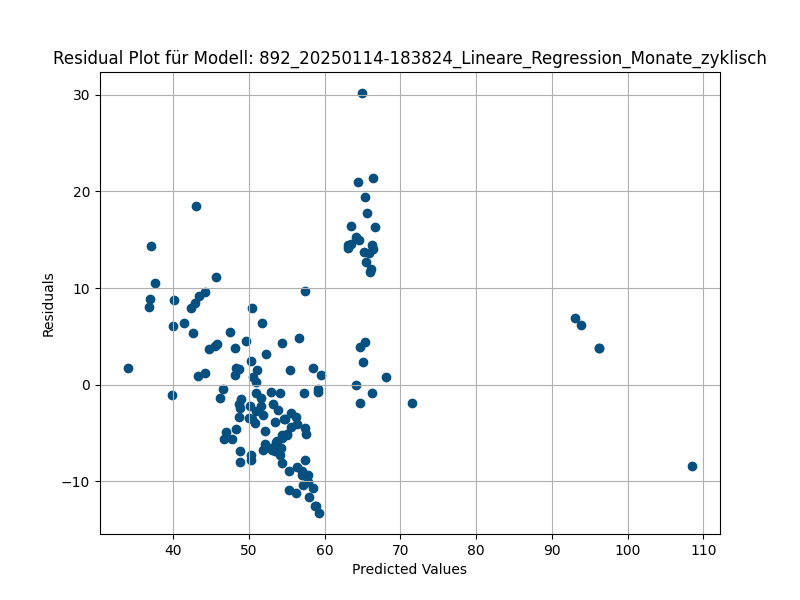 Residual Plot für Modell: 892_20250114-183824_Lineare_Regression_Monate_zyklisch
30
20
10
0
−10
Residuals
40 50 60 70 80 90 100 110
Predicted Values